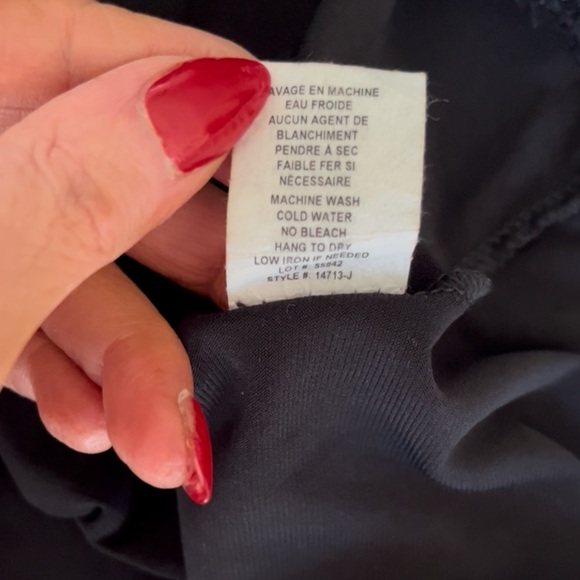 AVAGE EN MACHINE
EAU FROIDE
AUCUN AGENT DE
BLANCHIMENT
PENDRE À SEC
FAIBLE FER SI
NÉCESSAIRE
MACHINE WASH
COLD WATER
NO BLEACH
HANG TO DRY
LOW IRON IF NEEDED
LOT #:
STYLE #: 14713-J